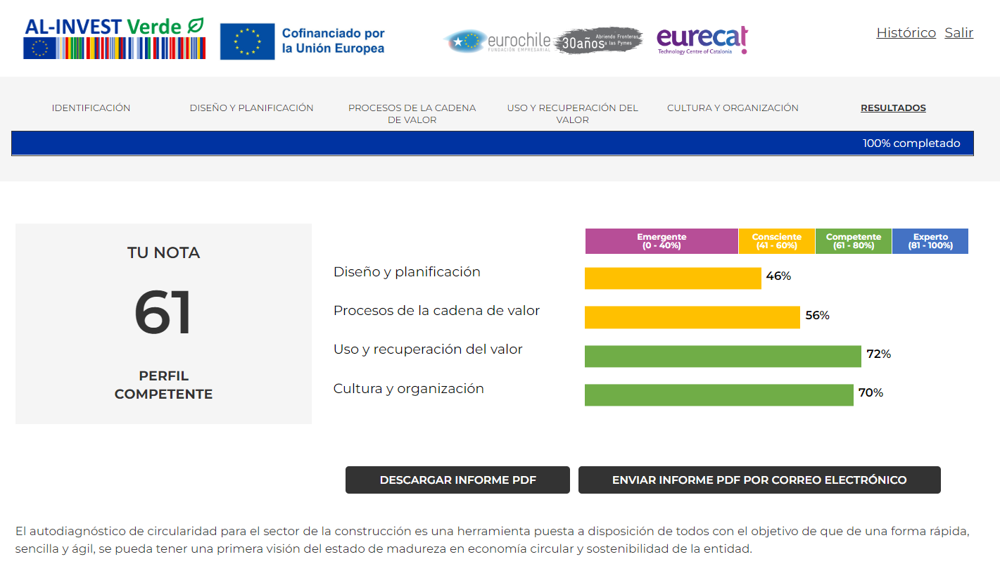 AL-INVEST Verde
Cofinanciado por
la Unión Europea
eurochile
FUNDACIÓN EMPRESARIAL
30años
Abriendo Fronteras
a las Pymes
eurecat
Technology Centre of Catalonia
Histórico Salir
IDENTIFICACIÓN
DISEÑO Y PLANIFICACIÓN
PROCESOS DE LA CADENA
DE VALOR
USO Y RECUPERACIÓN DEL
VALOR
CULTURA Y ORGANIZACIÓN
RESULTADOS
100% completado
TU NOTA
61
PERFIL
COMPETENTE
Emergente
(0 - 40%)
Consciente
(41 - 60%)
Competente
(61 - 80%)
Experto
(81 - 100%)
Diseño y planificación
46%
Procesos de la cadena de valor
56%
Uso y recuperación del valor
72%
Cultura y organización
70%
DESCARGAR INFORME PDF
ENVIAR INFORME PDF POR CORREO ELECTRÓNICO
El autodiagnóstico de circularidad para el sector de la construcción es una herramienta puesta a disposición de todos con el objetivo de que de una forma rápida,
sencilla y ágil, se pueda tener una primera visión del estado de madureza en economía circular y sostenibilidad de la entidad.